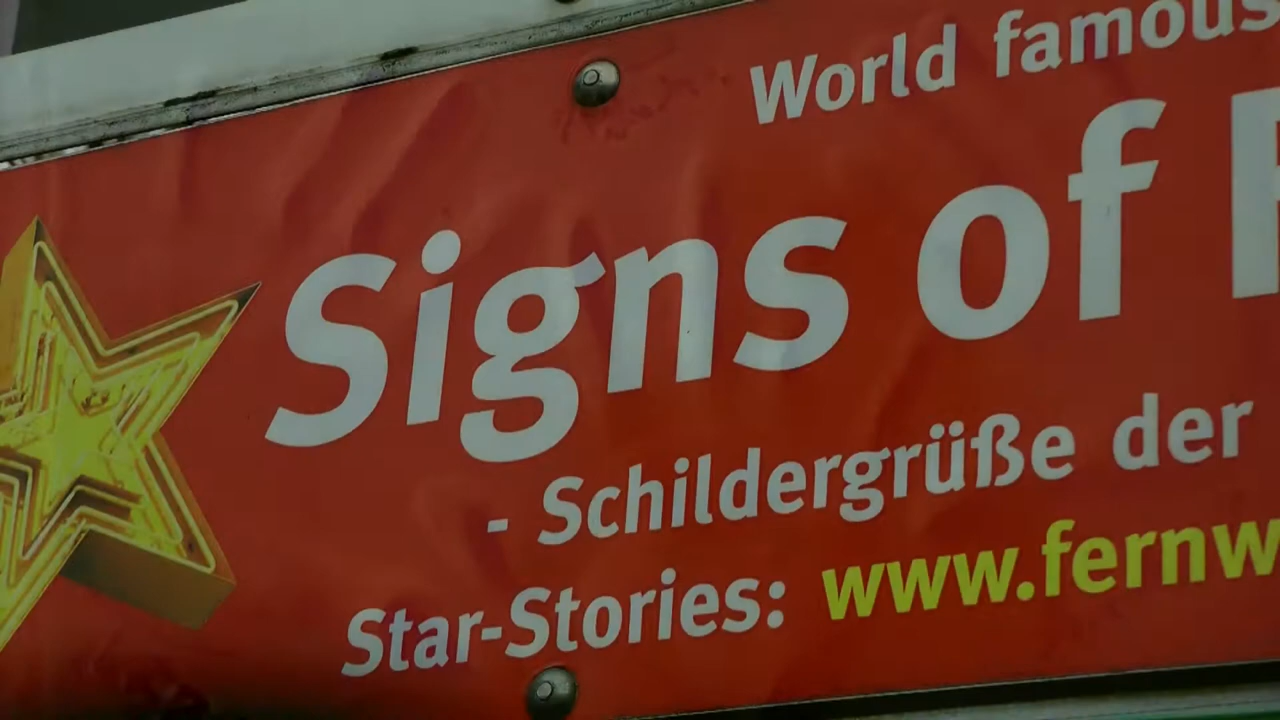 World famous
Signs of
- Schildergrüße der
Star-Stories: www.fernw